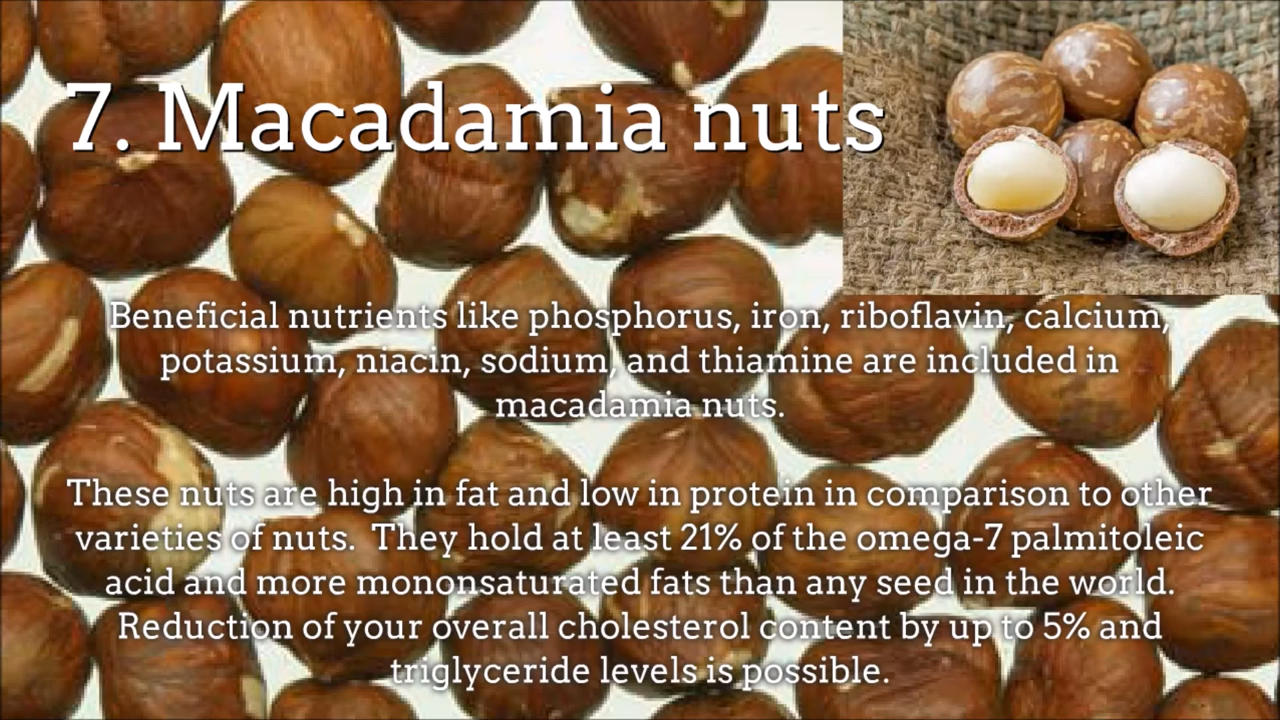 7. Macadamia nuts
Beneficial nutrients like phosphorus, iron, riboflavin, calcium,
potassium, niacin, sodium, and thiamine are included in
macadamia nuts.
These nuts are high in fat and low in protein in comparison to other
varieties of nuts. They hold at least 21% of the omega-7 palmitoleic
acid and more mononsaturated fats than any seed in the world.
Reduction of your overall cholesterol content by up to 5% and
triglyceride levels is possible.